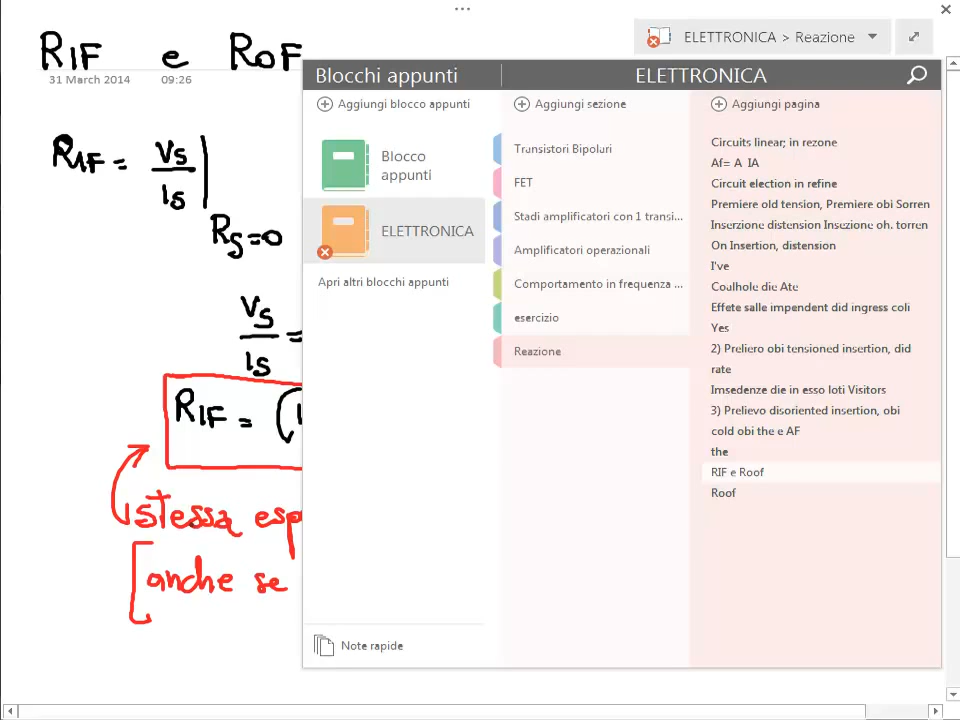 ELETTRONICA > Reazione
RIF e ROF
31 March 2014 09:26
RIF = VS
IS
RS=0
VS
IS =
RIF = (
stessa
anche se
Blocchi appunti
ELETTRONICA
Aggiungi blocco appunti
Blocco
appunti
ELETTRONICA
Apri altri blocchi appunti
Note rapide
Aggiungi sezione
Transistori Bipolari
FET
Stadi amplificatori con 1 transi...
Amplificatori operazionali
Comportamento in frequenza ...
esercizio
Reazione
Aggiungi pagina
Circuits linear; in rezone
Af= A IA
Circuit election in refine
Premiere old tension, Premiere obi Sorren
Inserzione distension Insezione oh. torren
On Insertion, distension
I've
Coalhole die Ate
Effete salle impendent did ingress coli
Yes
2) Preliero obi tensioned insertion, did
rate
Imsedenze die in esso loti Visitors
3) Prelievo disoriented insertion, obi
cold obi the e AF
the
RIF e Roof
Roof